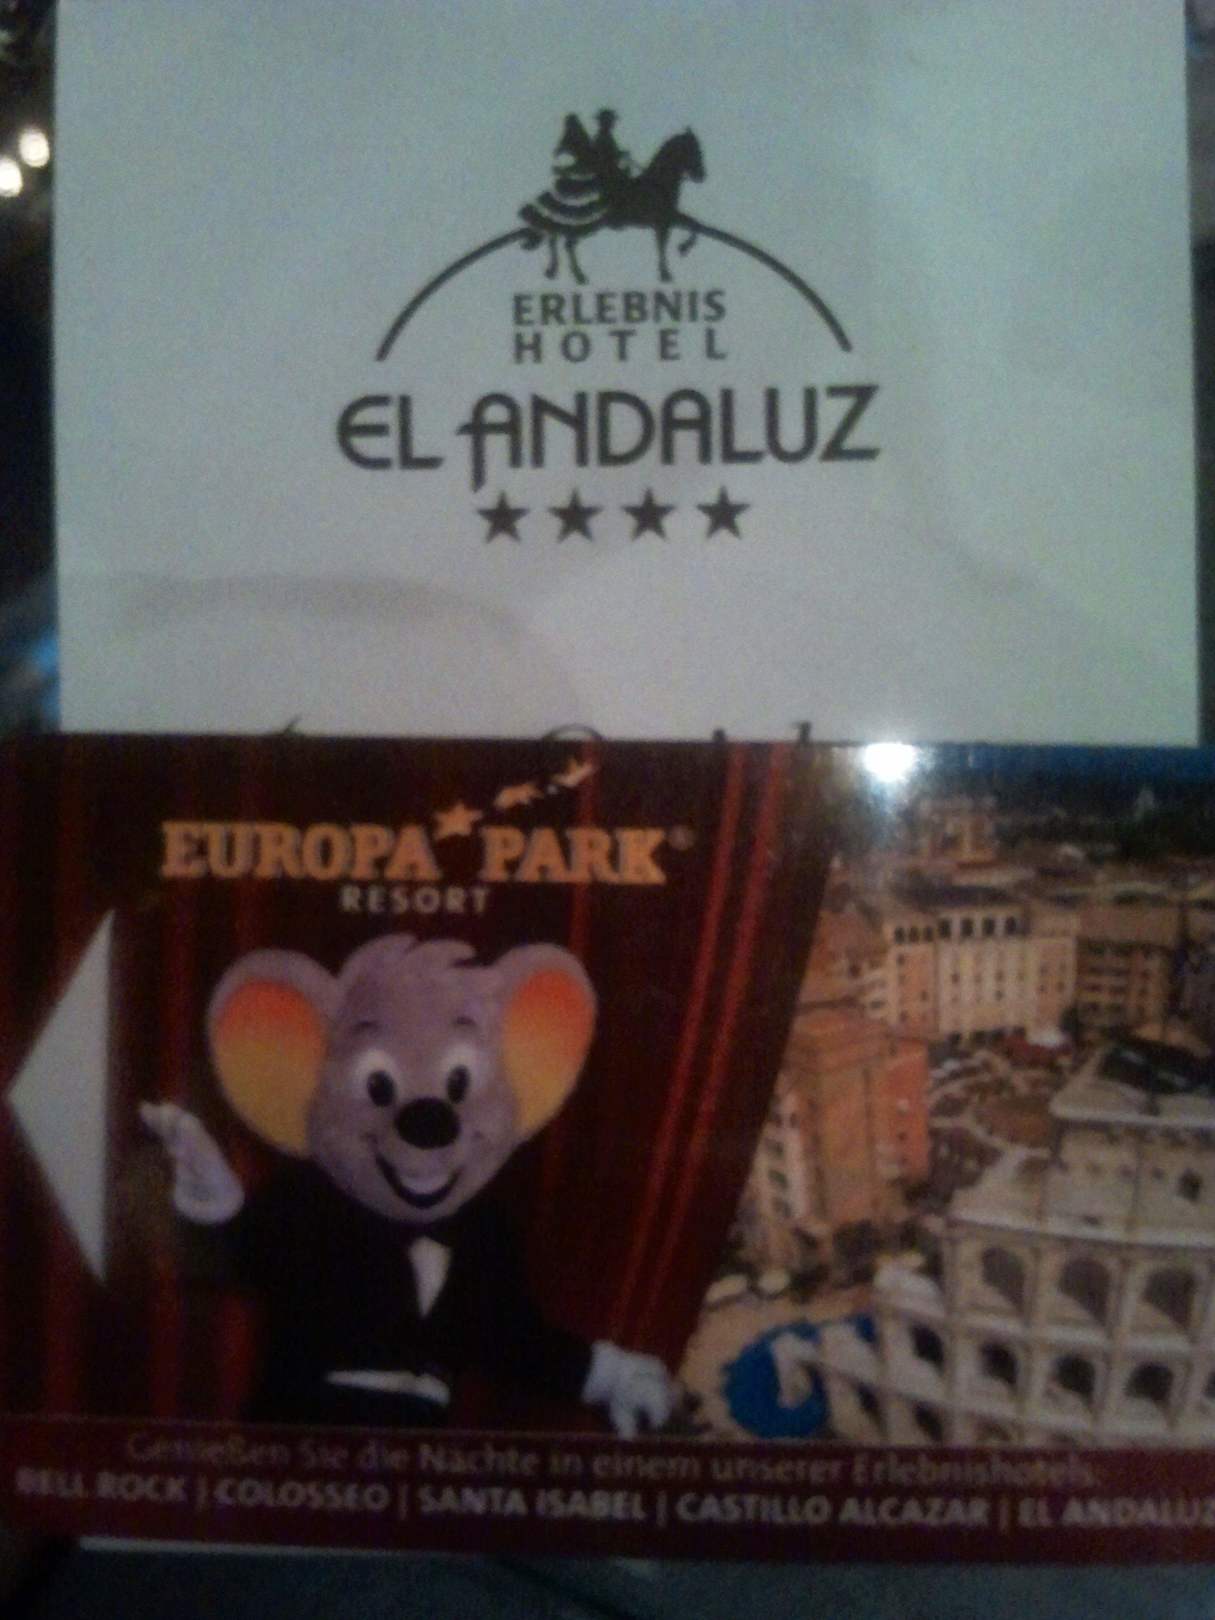 ERLEBNIS
HOTEL
EL ANDALUZ
★★★★
EUROPA PARK®
RESORT
Genießen Sie die Nächte in einem unserer Erlebnishotels:
BELL ROCK | COLOSSEO | SANTA ISABEL | CASTILLO ALCAZAR | EL ANDALUZ